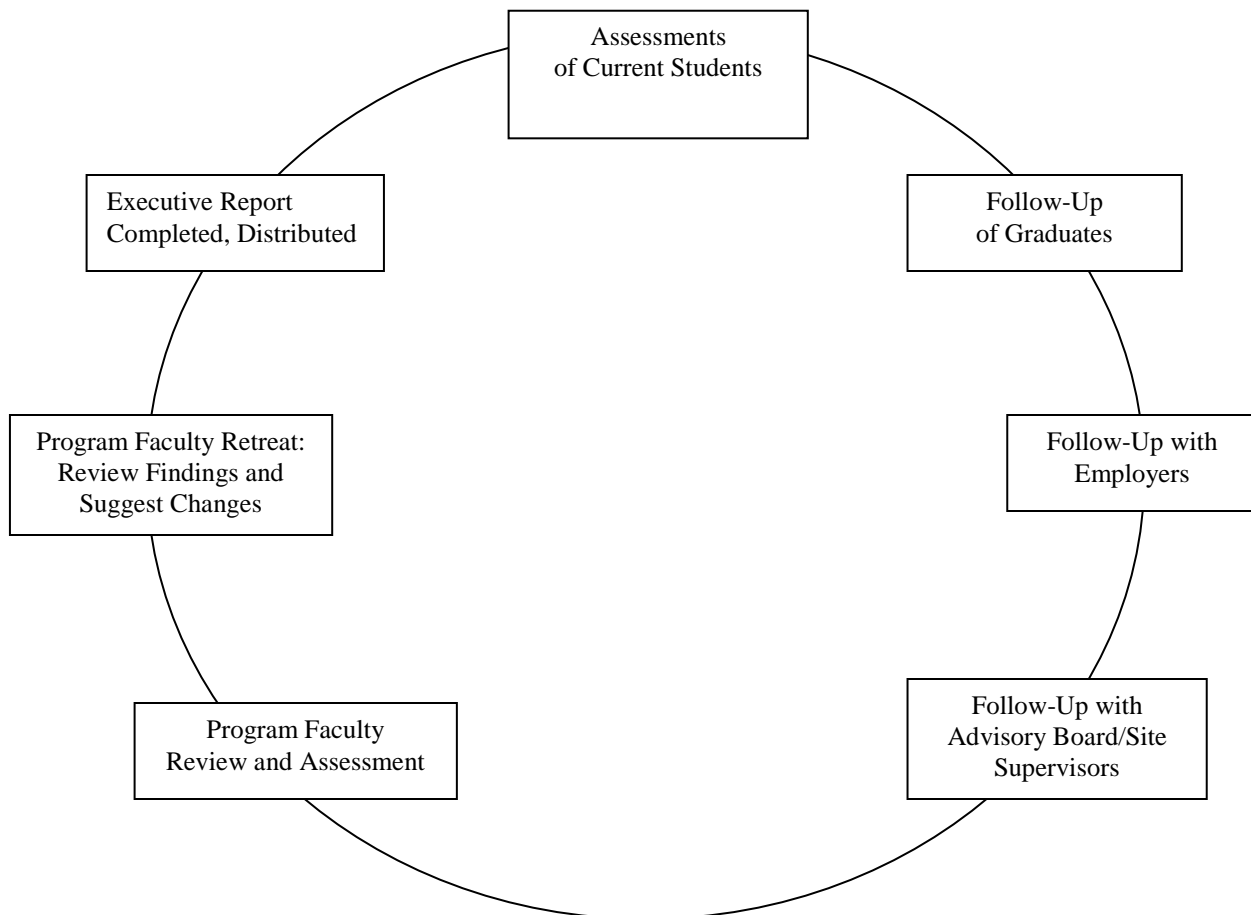 Assessments
of Current Students
Executive Report
Completed, Distributed
Follow-Up
of Graduates
Program Faculty Retreat:
Review Findings and
Suggest Changes
Follow-Up with
Employers
Program Faculty
Review and Assessment
Follow-Up with
Advisory Board/Site
Supervisors